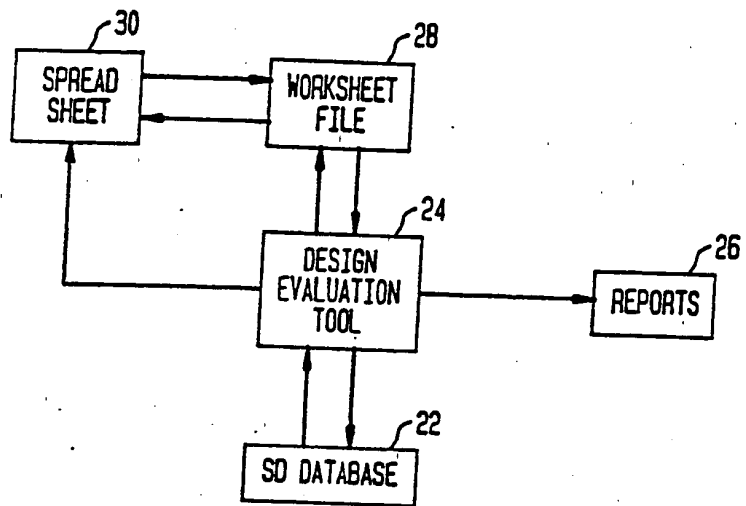 30
SPREAD
SHEET
28
WORKSHEET
FILE
24
DESIGN
EVALUATION
TOOL
26
REPORTS
22
SD DATABASE